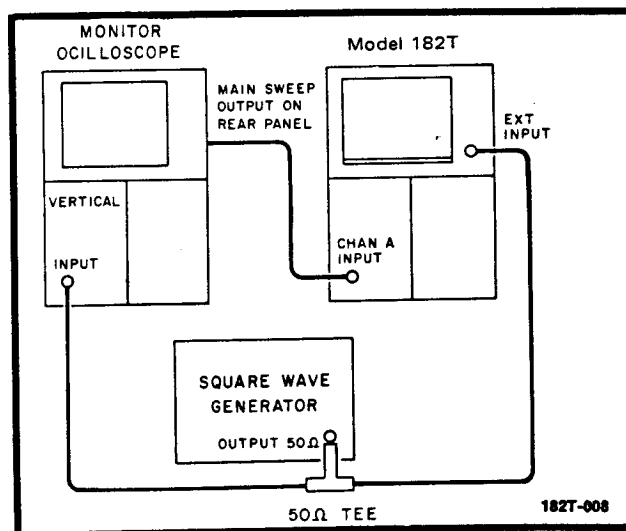 MONITOR
OCILLOSCOPE
Model 182T
MAIN SWEEP
OUTPUT ON
REAR PANEL
EXT
INPUT
VERTICAL
INPUT
CHAN A
INPUT
SQUARE WAVE
GENERATOR
OUTPUT 50Ω
50Ω TEE
182T-008